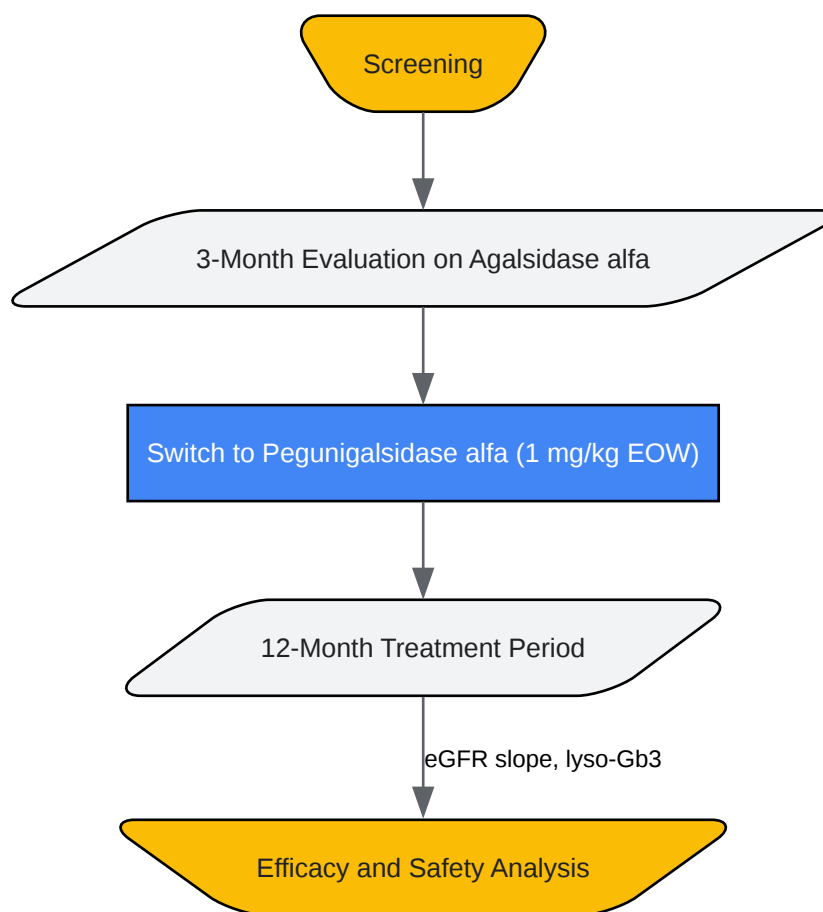 Screening
3-Month Evaluation on Agalsidase alfa
Switch to Pegunigalsidase alfa (1 mg/kg EOW)
12-Month Treatment Period
eGFR slope, lyso-Gb3
Efficacy and Safety Analysis